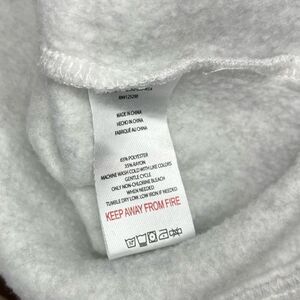 MADE IN CHINA
HECHO EN CHINA
FABRIQUÉ AU CHINA
65% POLYESTER
35% RAYON
MACHINE WASH COLD WITH LIKE COLORS
GENTLE CYCLE
ONLY NON-CHLORINE BLEACH
WHEN NEEDED
TUMBLE DRY LOW, LOW IRON IF NEEDED
KEEP AWAY FROM FIRE